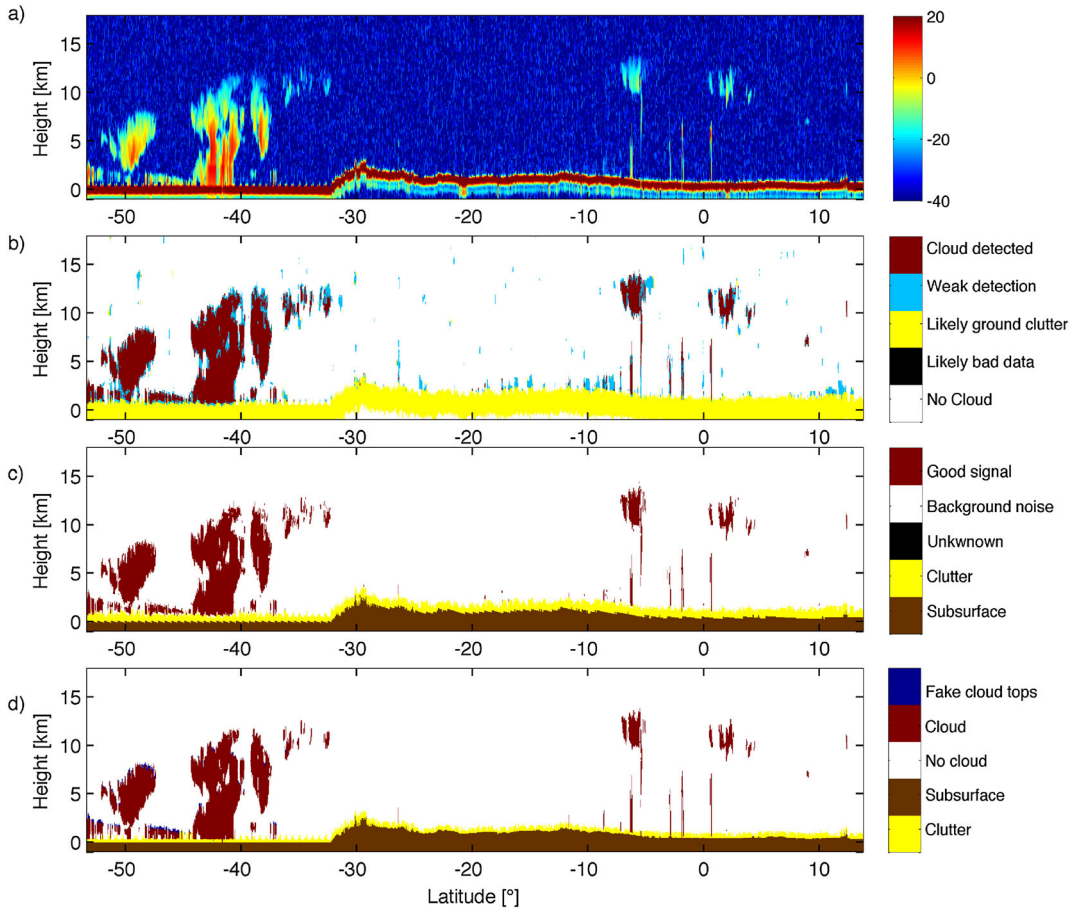 a)
Height [km]
15
10
5
0
-50
-40
-30
-20
-10
0
10
20
0
-20
-40
b)
Height [km]
15
10
5
0
-50
-40
-30
-20
-10
0
10
Cloud detected
Weak detection
Likely ground clutter
Likely bad data
No Cloud
c)
Height [km]
15
10
5
0
-50
-40
-30
-20
-10
0
10
Good signal
Background noise
Unkwnown
Clutter
Subsurface
d)
Height [km]
15
10
5
0
-50
-40
-30
-20
-10
0
10
Latitude [°]
Fake cloud tops
Cloud
No cloud
Subsurface
Clutter